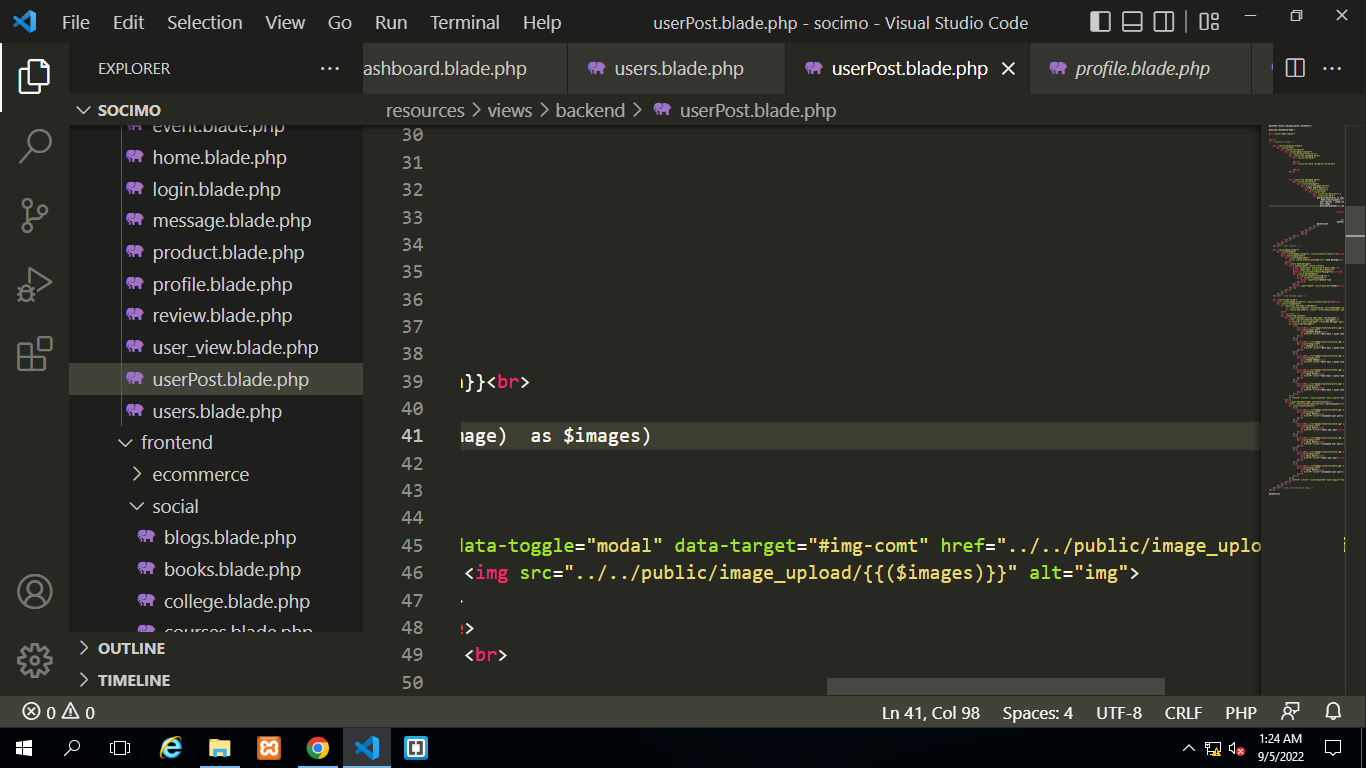 File Edit Selection View Go Run Terminal Help
userPost.blade.php - socimo - Visual Studio Code
EXPLORER
ashboard.blade.php
users.blade.php
userPost.blade.php
profile.blade.php
SOCIMO
resources > views > backend > userPost.blade.php
event.blade.php
home.blade.php
login.blade.php
message.blade.php
product.blade.php
profile.blade.php
review.blade.php
user_view.blade.php
userPost.blade.php
users.blade.php
frontend
ecommerce
social
blogs.blade.php
books.blade.php
college.blade.php
courses.blade.php
OUTLINE
TIMELINE
30
31
32
33
34
35
36
37
38
39 }}<br>
40
41 mage)  as $images)
42
43
44
45 data-toggle="modal" data-target="#img-comt" href="../../public/image_uplo
46 <img src="../../public/image_upload/{{($images)}}" alt="img">
47
48 >
49 <br>
50
0 0
Ln 41, Col 98 Spaces: 4 UTF-8 CRLF PHP
1:24 AM
9/5/2022